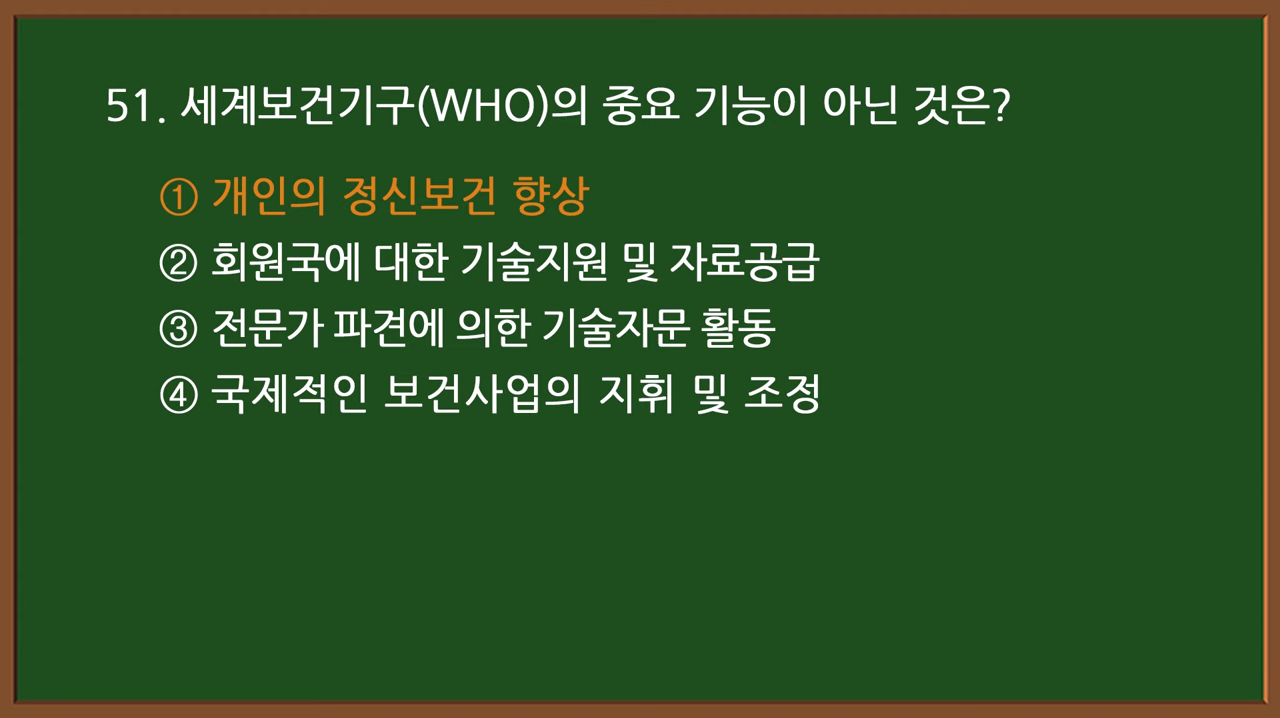 51. 세계보건기구(WHO)의 중요 기능이 아닌 것은?
① 개인의 정신보건 향상
② 회원국에 대한 기술지원 및 자료공급
③ 전문가 파견에 의한 기술자문 활동
④ 국제적인 보건사업의 지휘 및 조정